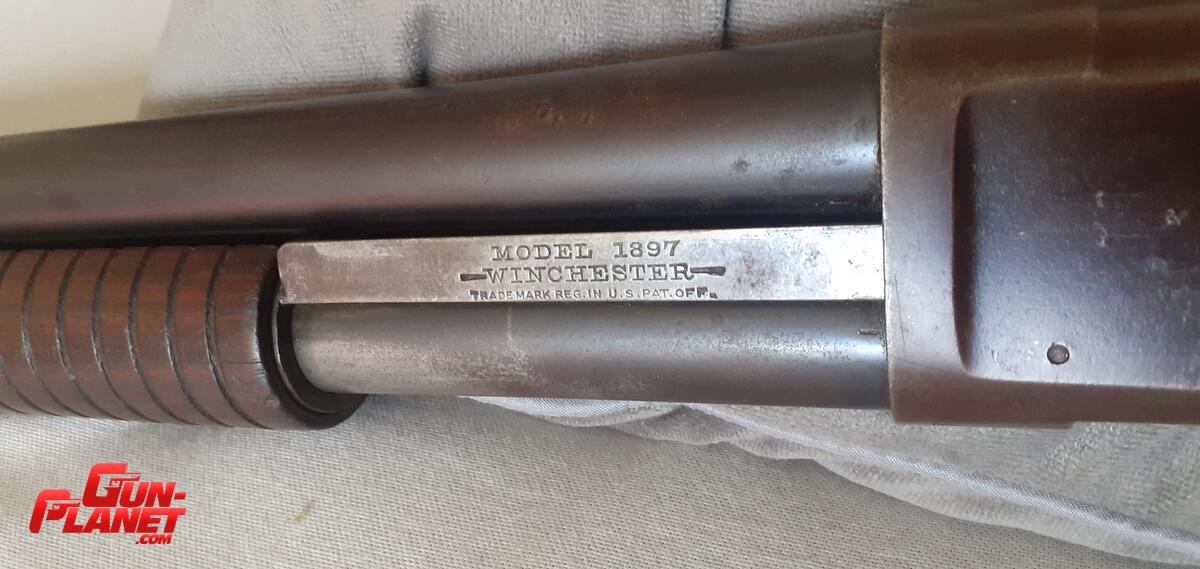 MODEL 1897
WINCHESTER
TRADE MARK REG. IN U.S. PAT. OFF.
GUN-
PLANET
.COM